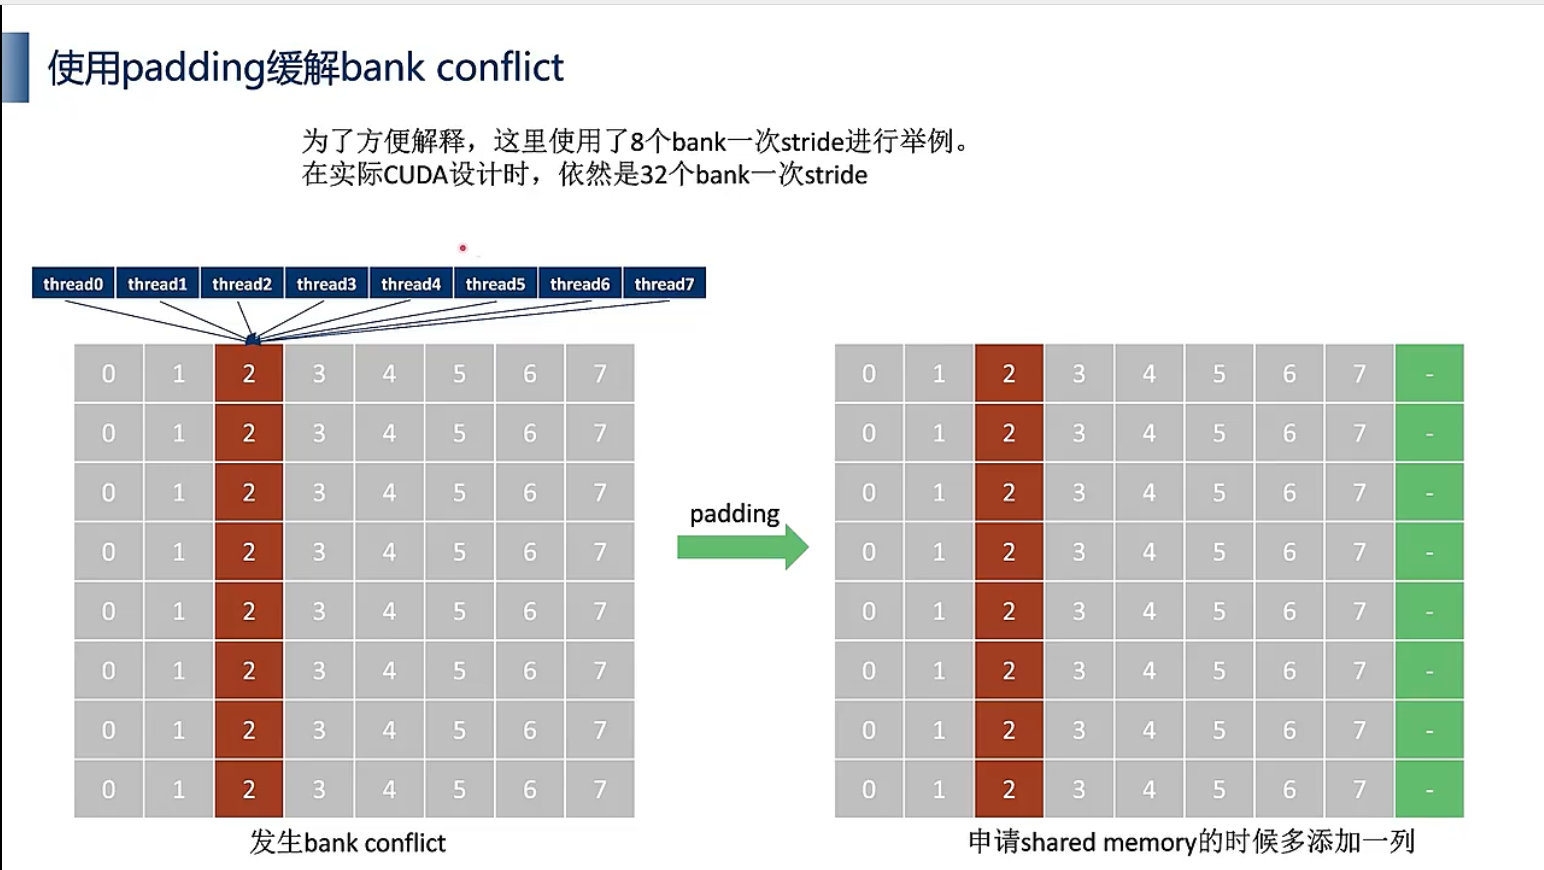 使用padding缓解bank conflict
为了方便解释，这里使用了8个bank一次stride进行举例。
在实际CUDA设计时，依然是32个bank一次stride
thread0 thread1 thread2 thread3 thread4 thread5 thread6 thread7
0 1 2 3 4 5 6 7
0 1 2 3 4 5 6 7
0 1 2 3 4 5 6 7
0 1 2 3 4 5 6 7
0 1 2 3 4 5 6 7
0 1 2 3 4 5 6 7
0 1 2 3 4 5 6 7
0 1 2 3 4 5 6 7
发生bank conflict
padding
0 1 2 3 4 5 6 7 -
0 1 2 3 4 5 6 7 -
0 1 2 3 4 5 6 7 -
0 1 2 3 4 5 6 7 -
0 1 2 3 4 5 6 7 -
0 1 2 3 4 5 6 7 -
0 1 2 3 4 5 6 7 -
0 1 2 3 4 5 6 7 -
申请shared memory的时候多添加一列